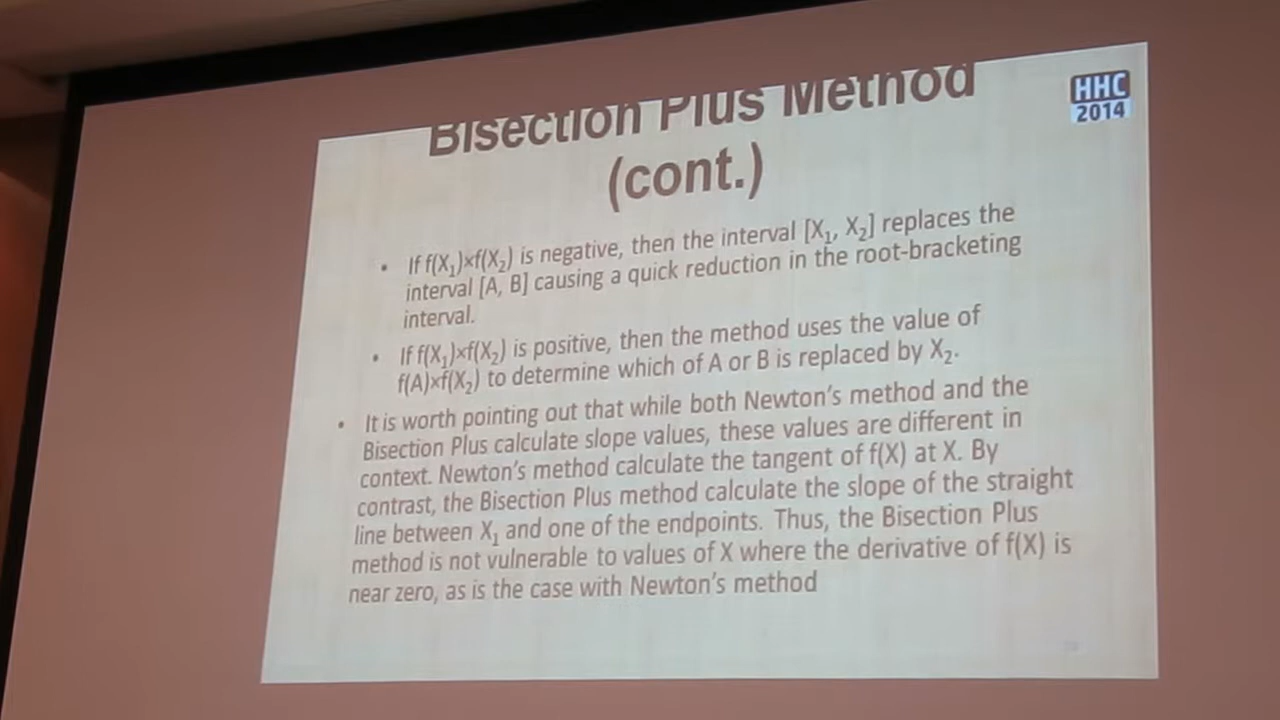 Bisection Plus Method
(cont.)
HHC
2014
• If f(X₁)×f(X₂) is negative, then the interval [X₁, X₂] replaces the
interval [A, B] causing a quick reduction in the root-bracketing
interval.
• If f(X₁)×f(X₂) is positive, then the method uses the value of
f(A)×f(X₂) to determine which of A or B is replaced by X₂.
• It is worth pointing out that while both Newton's method and the
Bisection Plus calculate slope values, these values are different in
context. Newton's method calculate the tangent of f(X) at X. By
contrast, the Bisection Plus method calculate the slope of the straight
line between X₁ and one of the endpoints. Thus, the Bisection Plus
method is not vulnerable to values of X where the derivative of f(X) is
near zero, as is the case with Newton's method